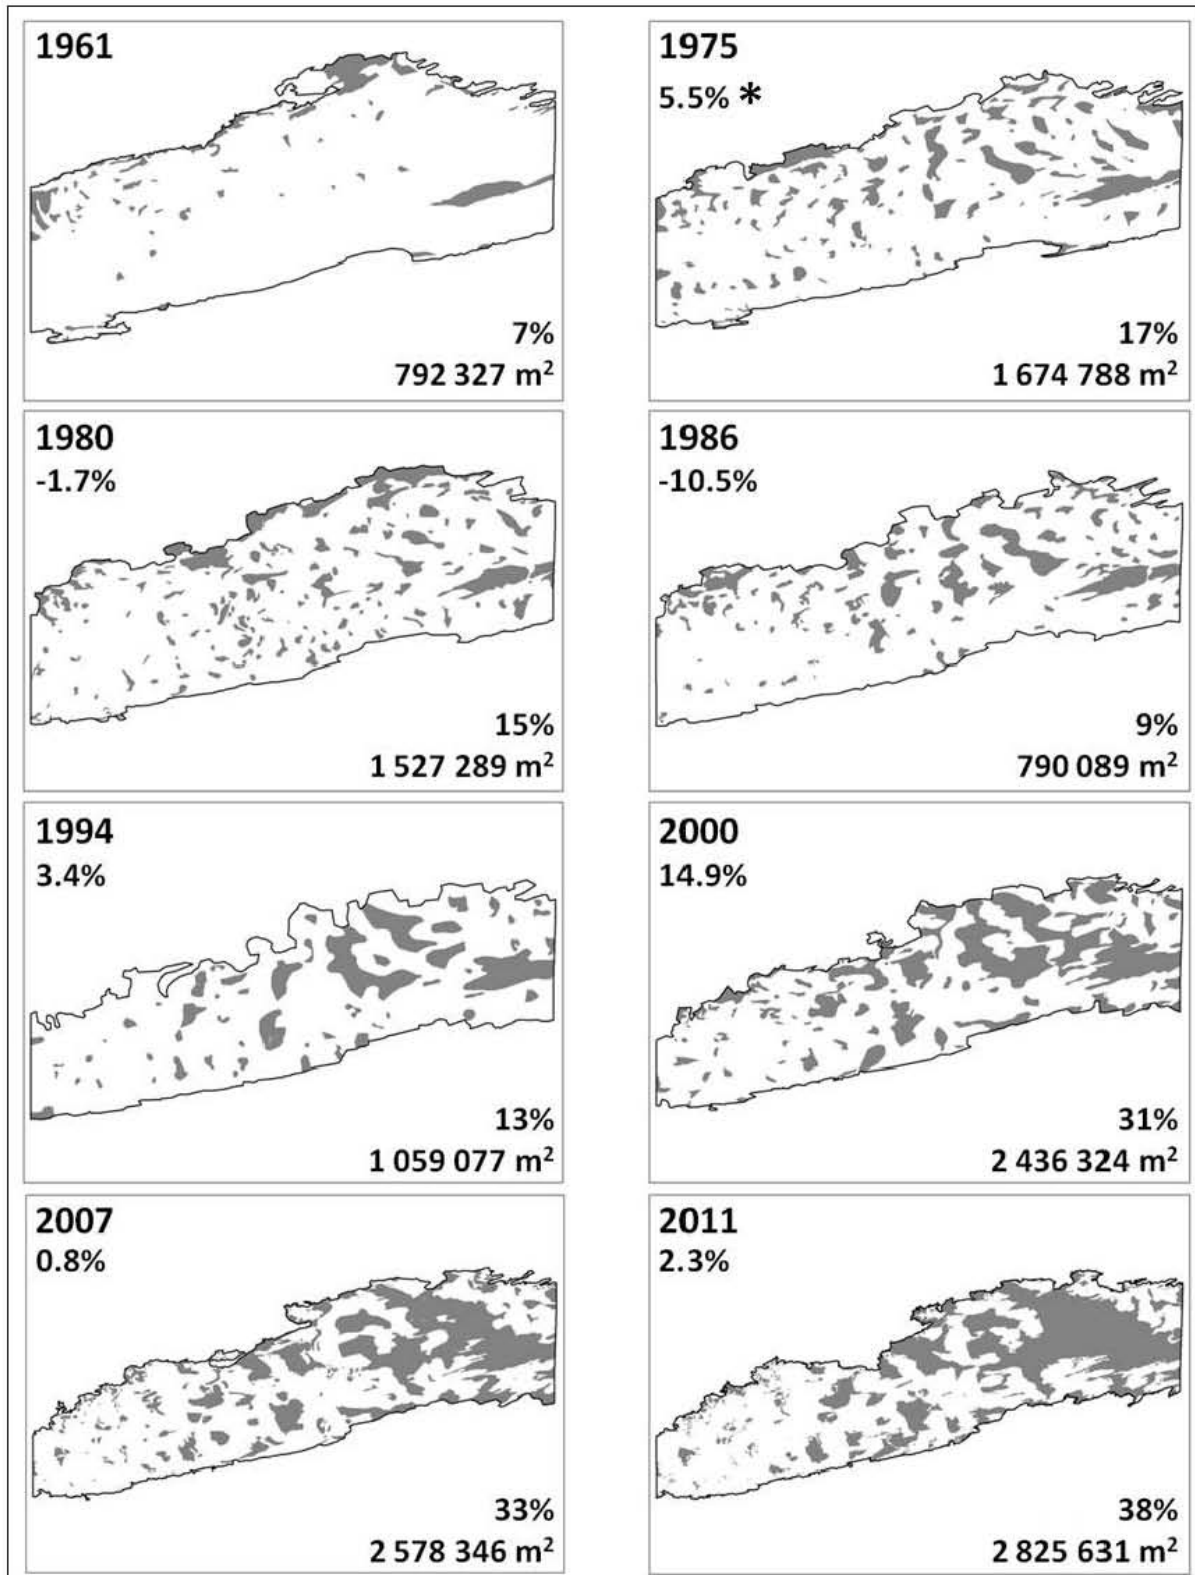 1961
7%
792 327 m²
1975
5.5% *
17%
1 674 788 m²
1980
-1.7%
15%
1 527 289 m²
1986
-10.5%
9%
790 089 m²
1994
3.4%
13%
1 059 077 m²
2000
14.9%
31%
2 436 324 m²
2007
0.8%
33%
2 578 346 m²
2011
2.3%
38%
2 825 631 m²